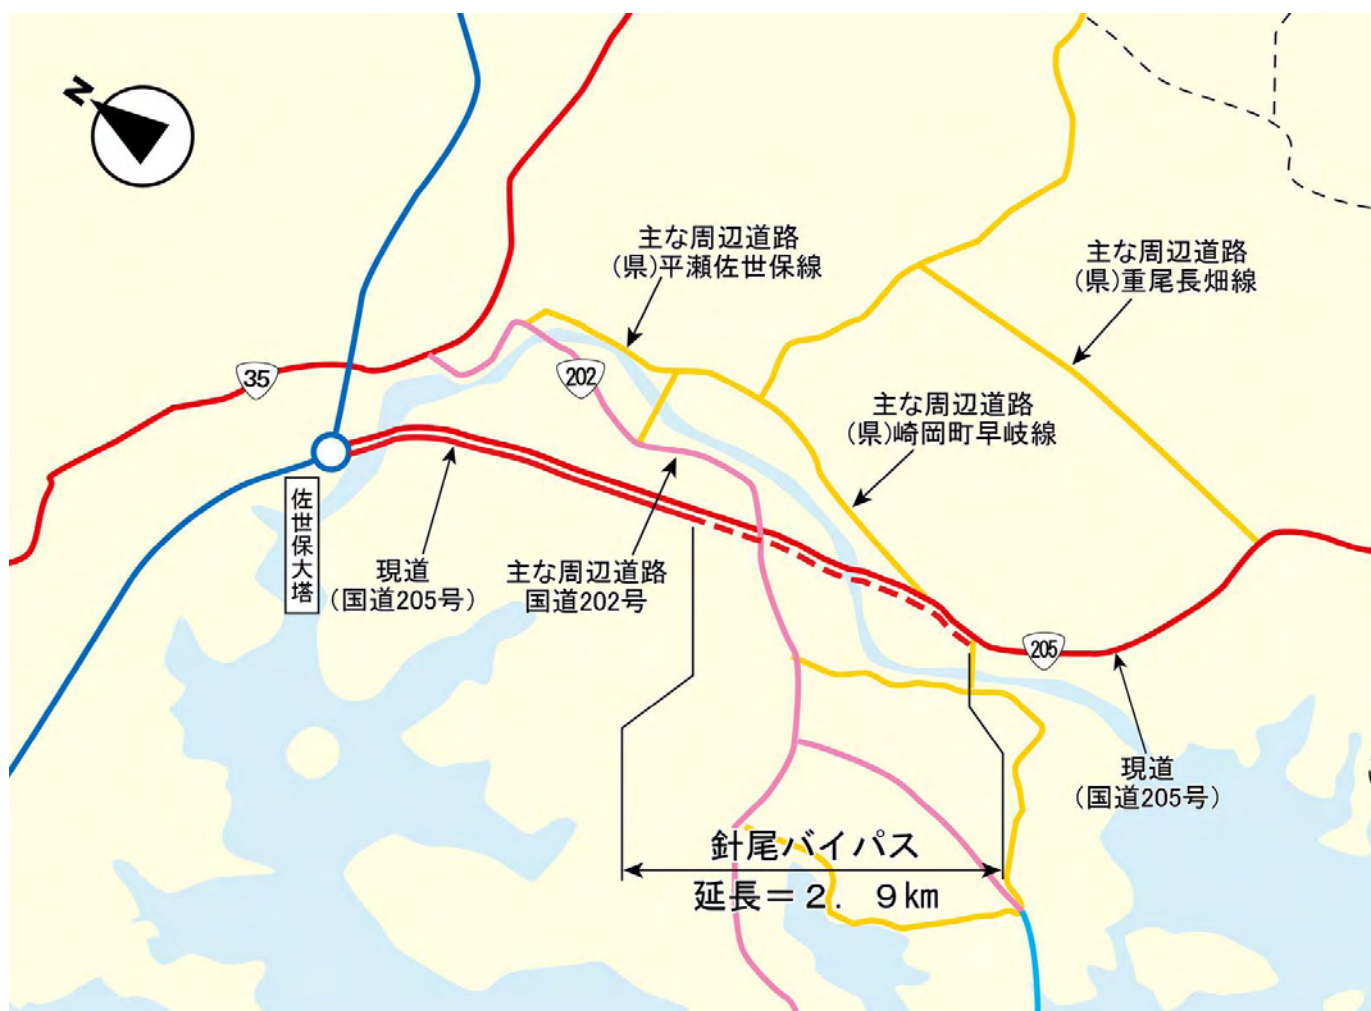 N
主な周辺道路
(県)平瀬佐世保線
主な周辺道路
(県)重尾長畑線
35
202
主な周辺道路
(県)崎岡町早岐線
佐世保大塔
現道
(国道205号)
主な周辺道路
国道202号
205
現道
(国道205号)
針尾バイパス
延長=2.9km